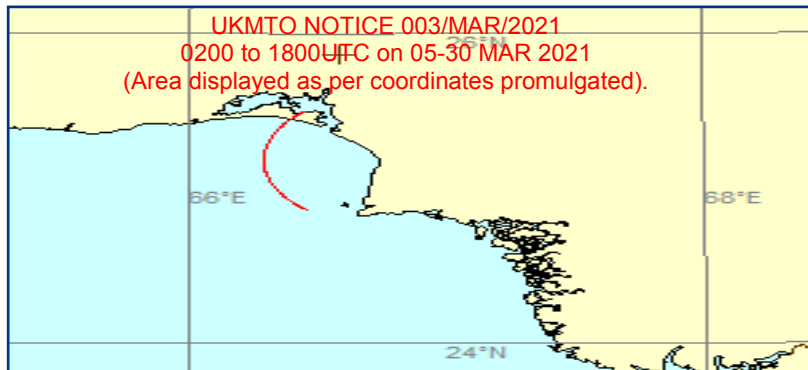 UKMTO NOTICE 003/MAR/2021
0200 to 1800UTC on 05-30 MAR 2021
26°N
(Area displayed as per coordinates promulgated).
66°E
68°E
24°N